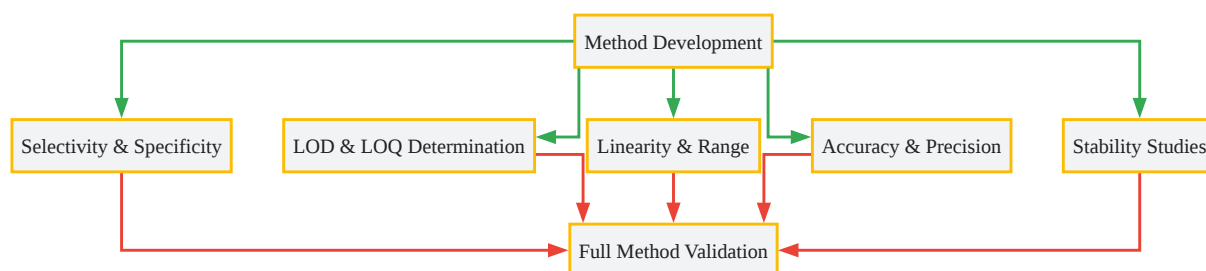 Method Development
Selectivity & Specificity
LOD & LOQ Determination
Linearity & Range
Accuracy & Precision
Stability Studies
Full Method Validation